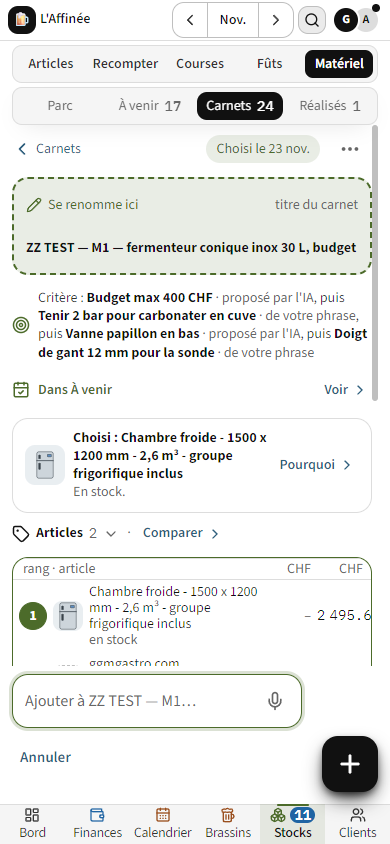 L'Affinée
Nov.
G
A
Articles
Recompter
Courses
Fûts
Matériel
Parc
À venir 17
Carnets 24
Réalisés 1
Carnets
Choisi le 23 nov.
Se renomme ici
titre du carnet
ZZ TEST — M1 — fermenteur conique inox 30 L, budget
Critère : Budget max 400 CHF · proposé par l'IA, puis
Tenir 2 bar pour carbonater en cuve · de votre phrase,
puis Vanne papillon en bas · proposé par l'IA, puis Doigt
de gant 12 mm pour la sonde · de votre phrase
Dans À venir
Voir
Choisi : Chambre froide - 1500 x
1200 mm - 2,6 m³ - groupe
frigorifique inclus
En stock.
Pourquoi
Articles 2 · Comparer
rang · article
CHF
CHF
1
Chambre froide - 1500 x 1200
mm - 2,6 m³ - groupe
frigorifique inclus
en stock
– 2 495.6
ggmgastro.com
Ajouter à ZZ TEST — M1…
Annuler
Bord
Finances
Calendrier
Brassins
11
Stocks
Clients